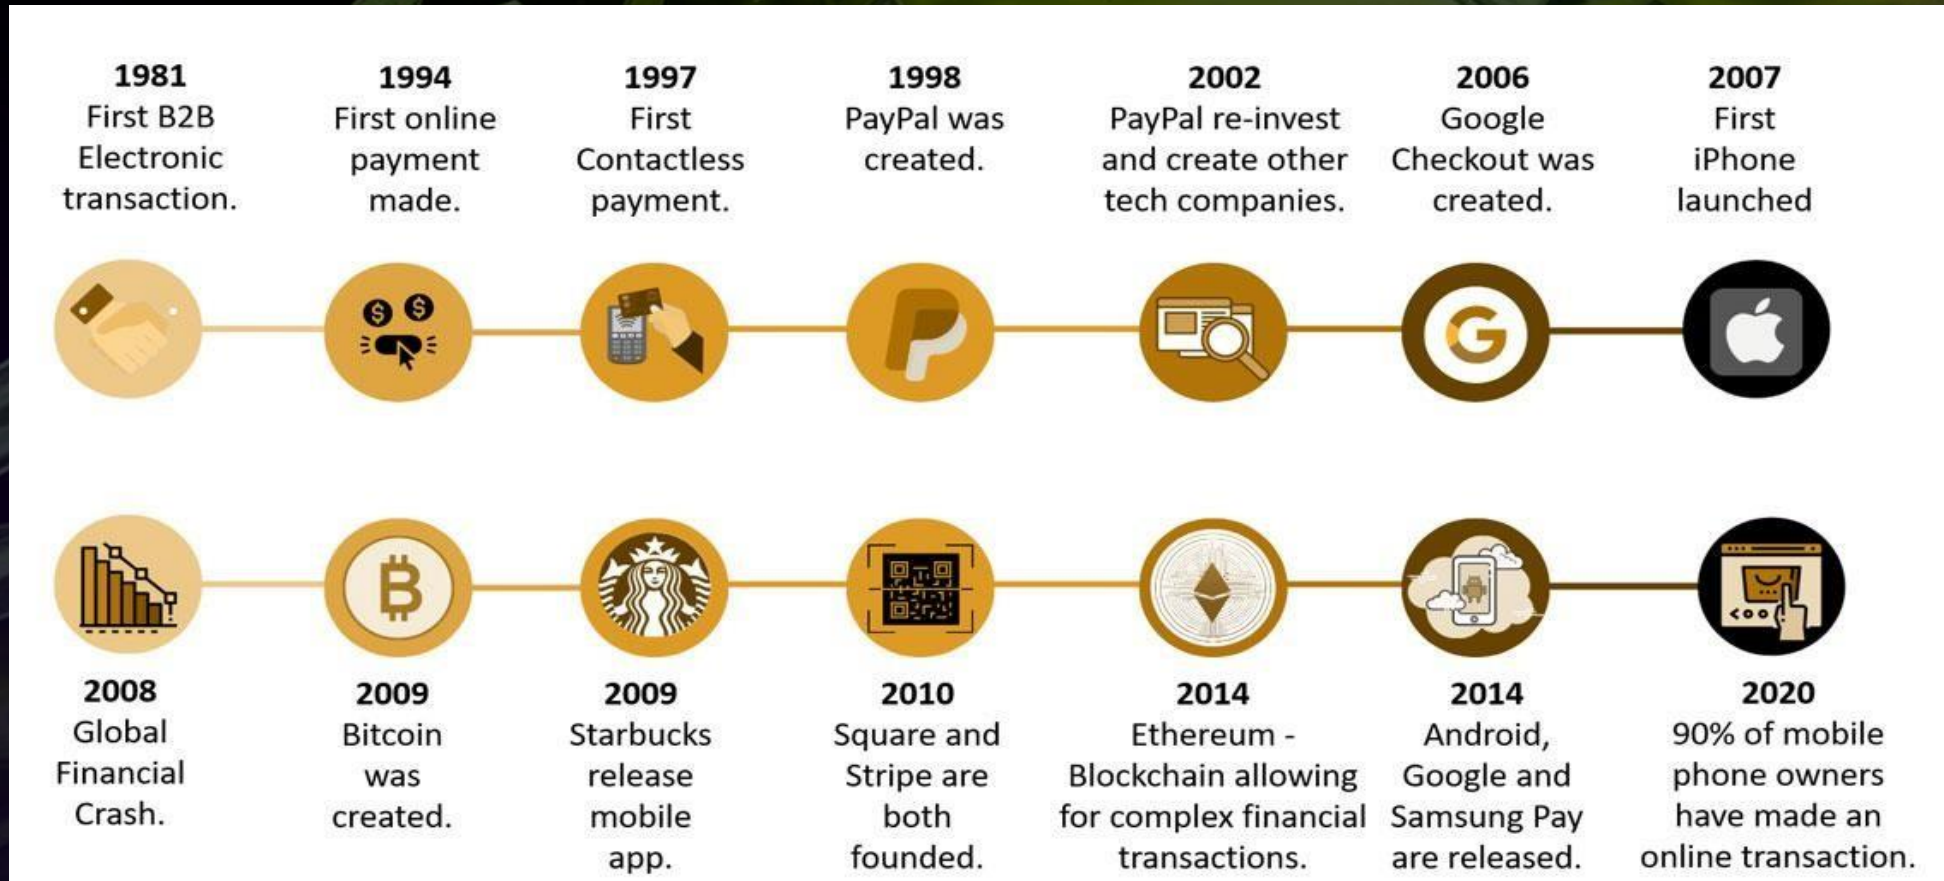 1981
First B2B
Electronic
transaction.
1994
First online
payment
made.
1997
First
Contactless
payment.
1998
PayPal was
created.
2002
PayPal re-invest
and create other
tech companies.
2006
Google
Checkout was
created.
2007
First
iPhone
launched
2008
Global
Financial
Crash.
2009
Bitcoin
was
created.
2009
Starbucks
release
mobile
app.
2010
Square and
Stripe are
both
founded.
2014
Ethereum -
Blockchain allowing
for complex financial
transactions.
2014
Android,
Google and
Samsung Pay
are released.
2020
90% of mobile
phone owners
have made an
online transaction.